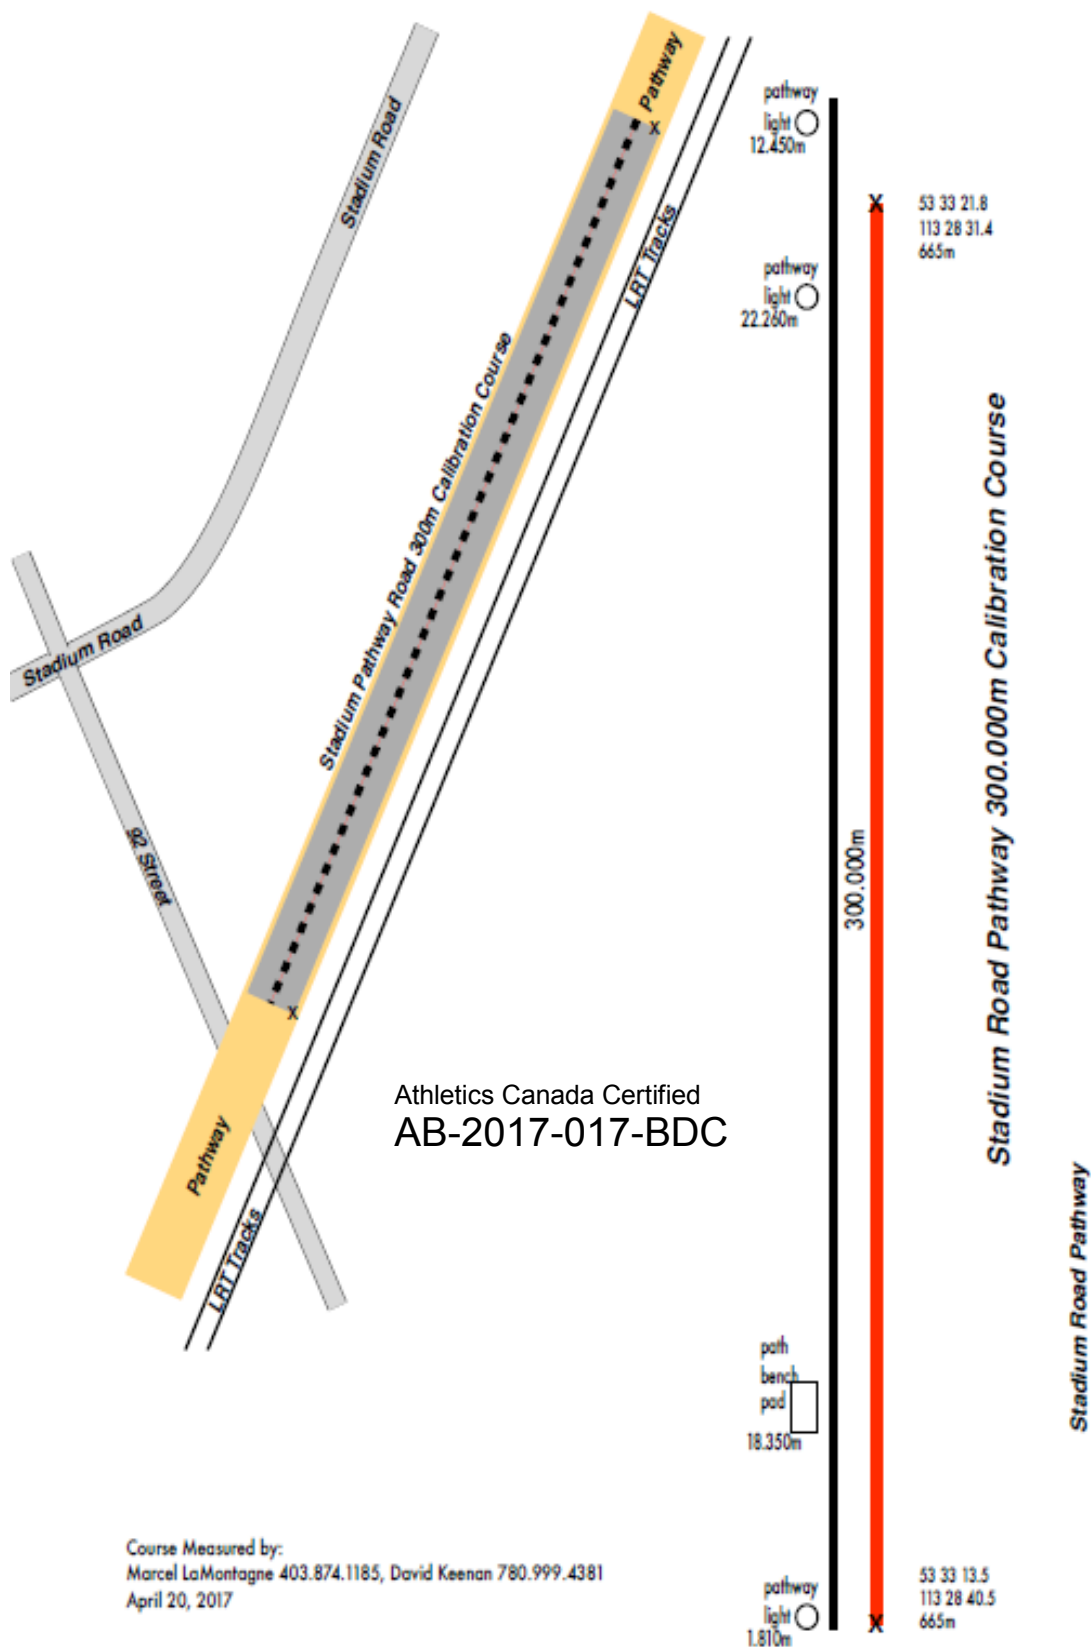 Pathway
Stadium Road
LRT Tracks
Stadium Pathway Road 300m Calibration Course
Stadium Road
92 Street
Pathway
LRT Tracks
Athletics Canada Certified
AB-2017-017-BDC
pathway
light
12.450m
53 33 21.8
113 28 31.4
665m
pathway
light
22.260m
300.000m
Stadium Road Pathway 300.000m Calibration Course
Stadium Road Pathway
path
bench
pad
18.350m
pathway
light
1.810m
53 33 13.5
113 28 40.5
665m
X
X
X
X
Course Measured by:
Marcel LaMontagne 403.874.1185, David Keenan 780.999.4381
April 20, 2017